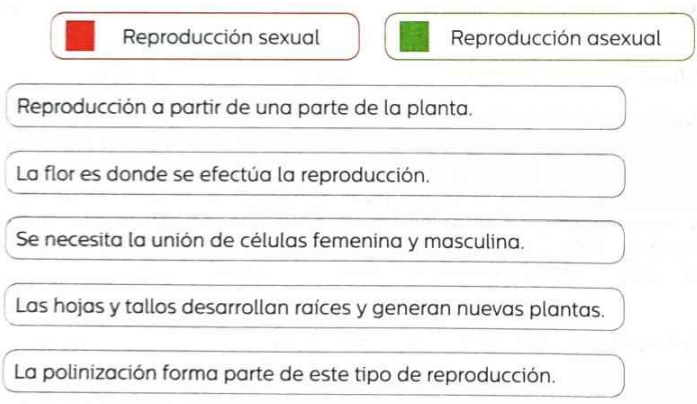 Reproducción sexual
Reproducción asexual
Reproducción a partir de una parte de la planta.
La flor es donde se efectúa la reproducción.
Se necesita la unión de células femenina y masculina.
Las hojas y tallos desarrollan raíces y generan nuevas plantas.
La polinización forma parte de este tipo de reproducción.